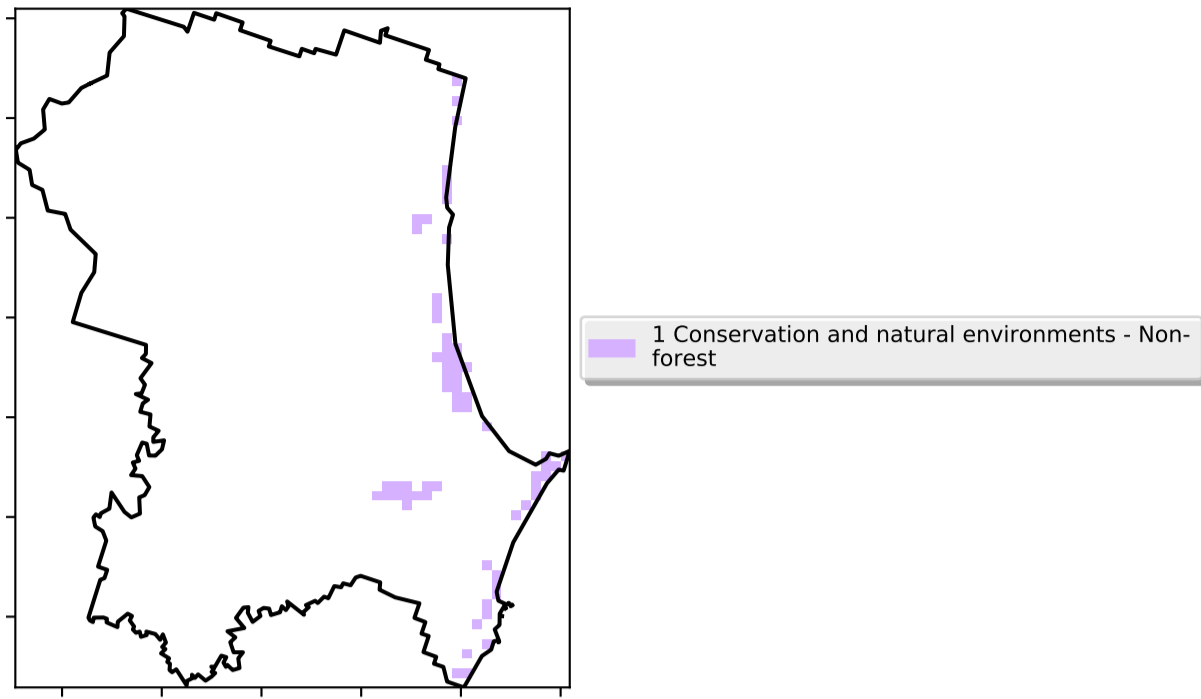 1 Conservation and natural environments - Non-
forest